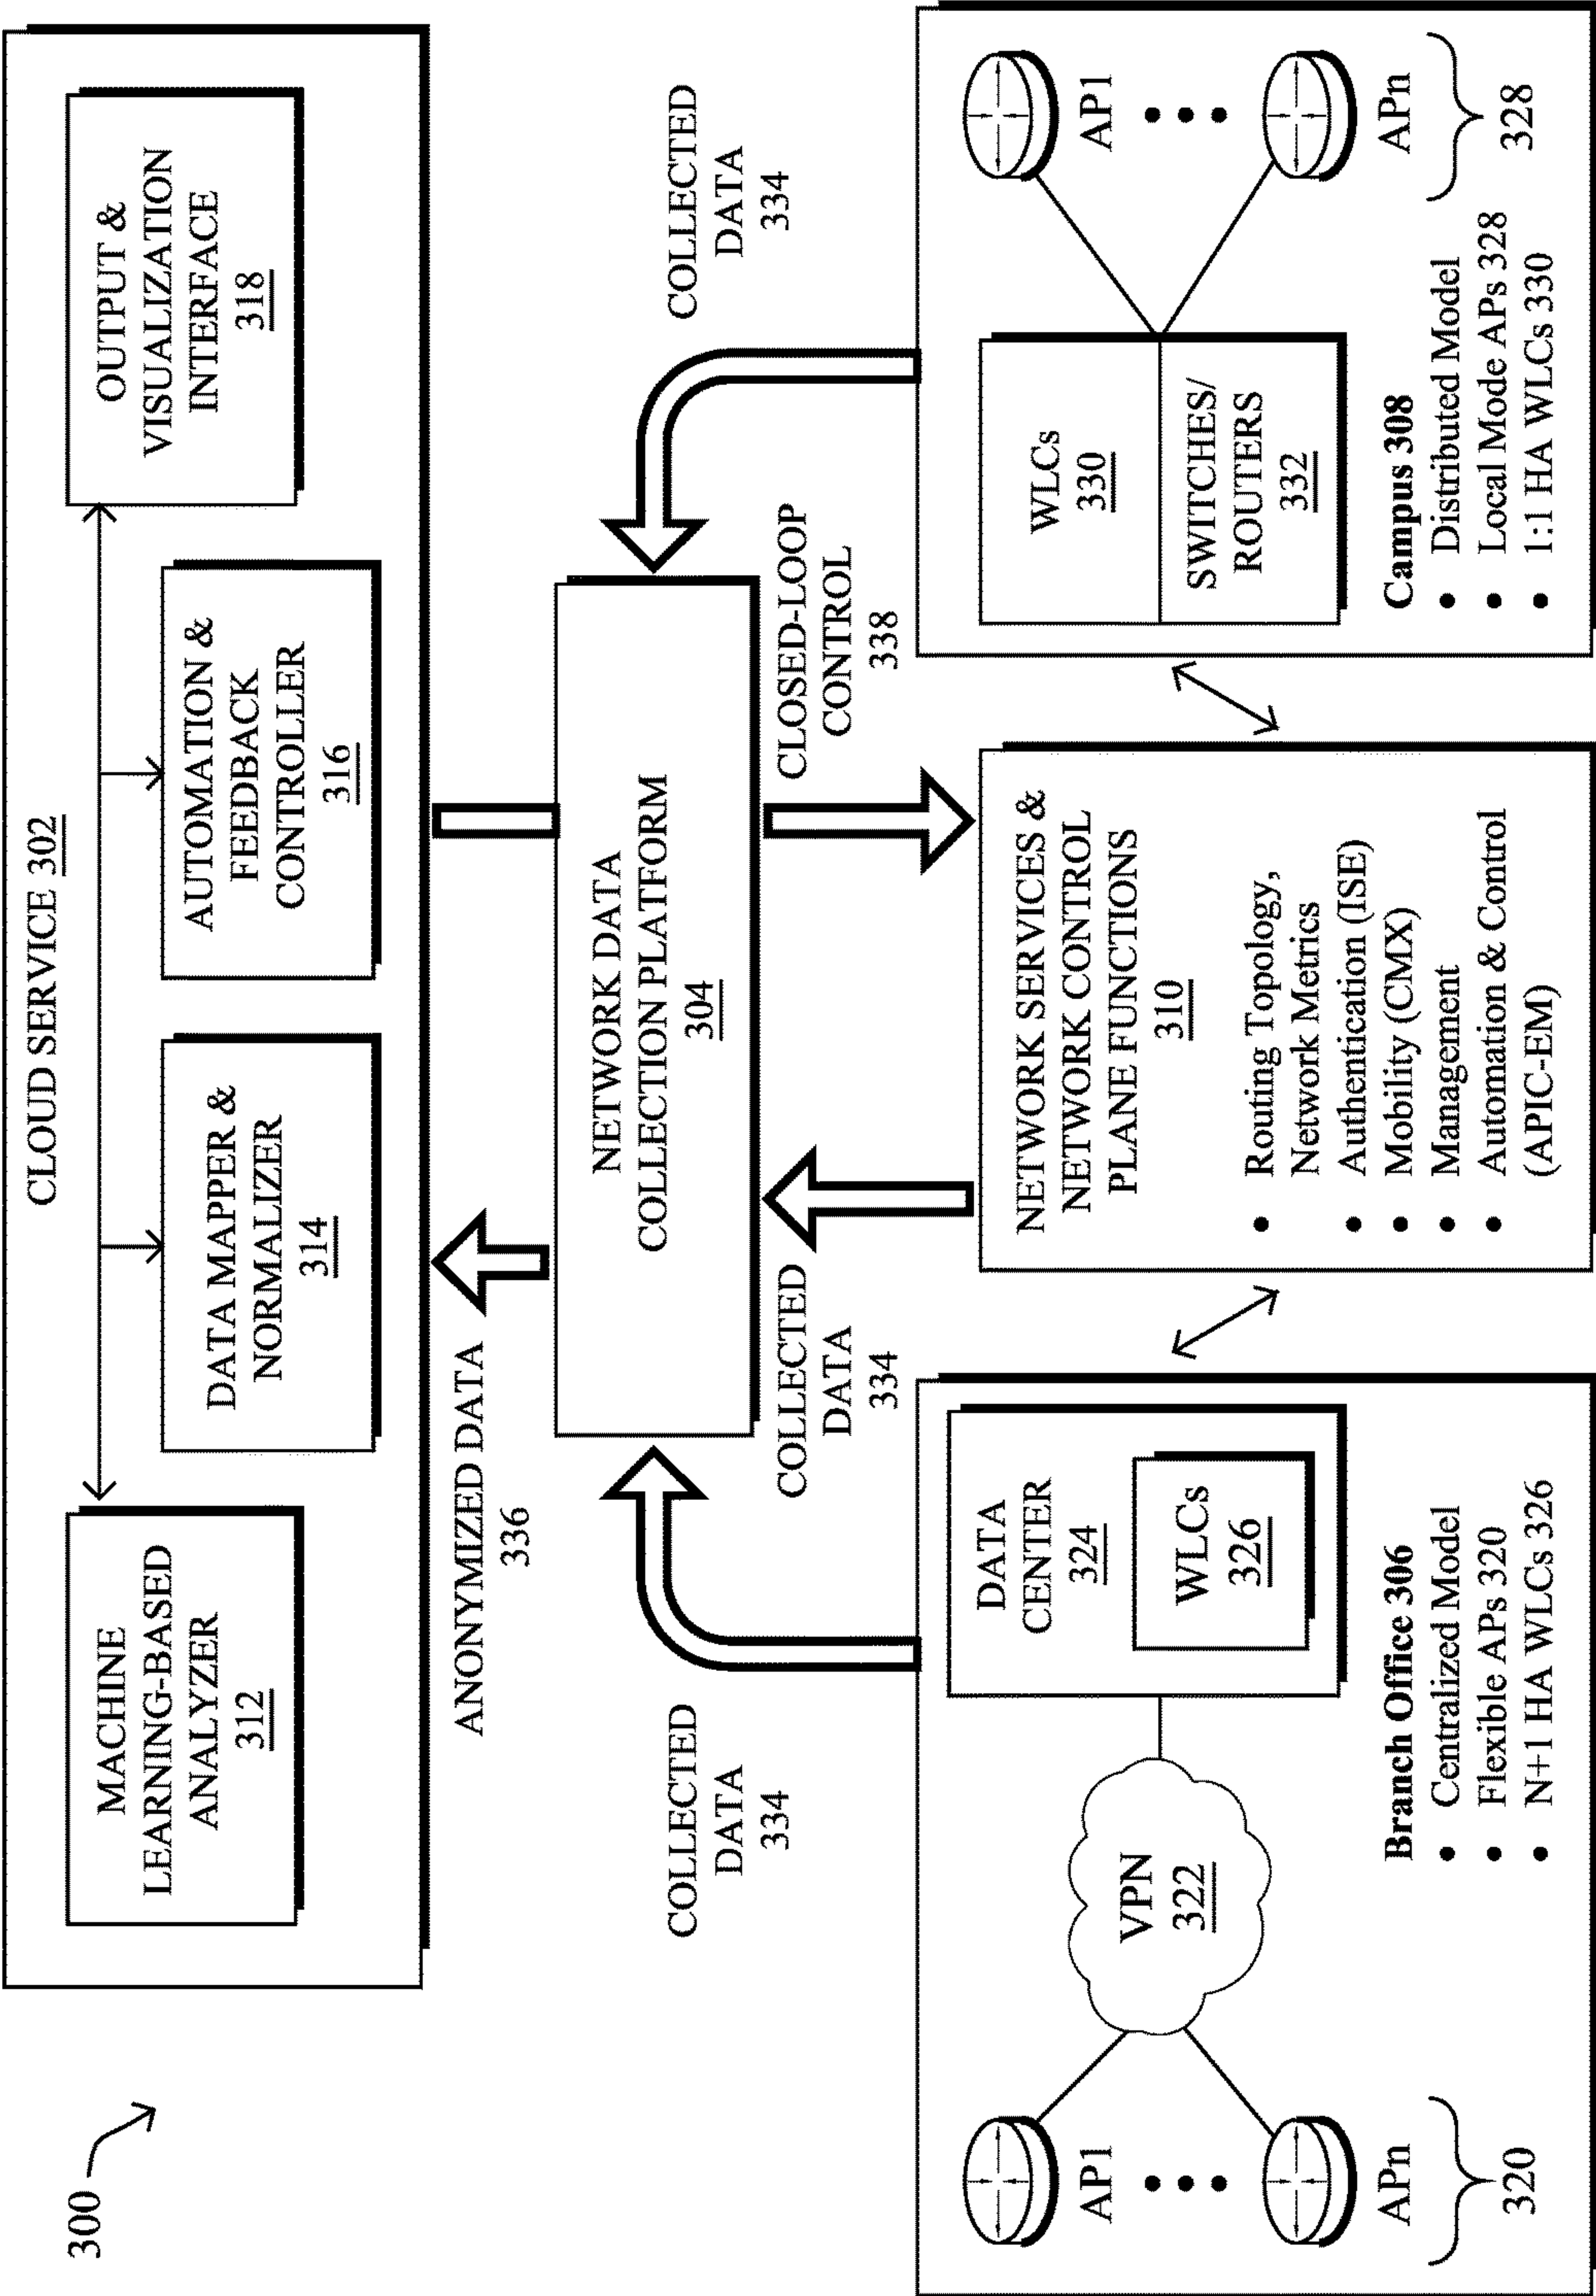 300
CLOUD SERVICE 302
MACHINE
LEARNING-BASED
ANALYZER
312
DATA MAPPER &
NORMALIZER
314
AUTOMATION &
FEEDBACK
CONTROLLER
316
OUTPUT &
VISUALIZATION
INTERFACE
318
ANONYMIZED DATA
336
COLLECTED
DATA
334
NETWORK DATA
COLLECTION PLATFORM
304
COLLECTED
DATA
334
COLLECTED
DATA
334
CLOSED-LOOP
CONTROL
338
AP1
APn
320
VPN
322
DATA
CENTER
324
WLCs
326
Branch Office 306
• Centralized Model
• Flexible APs 320
• N+1 HA WLCs 326
NETWORK SERVICES &
NETWORK CONTROL
PLANE FUNCTIONS
310
• Routing Topology,
Network Metrics
• Authentication (ISE)
• Mobility (CMX)
• Management
• Automation & Control
(APIC-EM)
WLCs
330
SWITCHES/
ROUTERS
332
AP1
APn
328
Campus 308
• Distributed Model
• Local Mode APs 328
• 1:1 HA WLCs 330